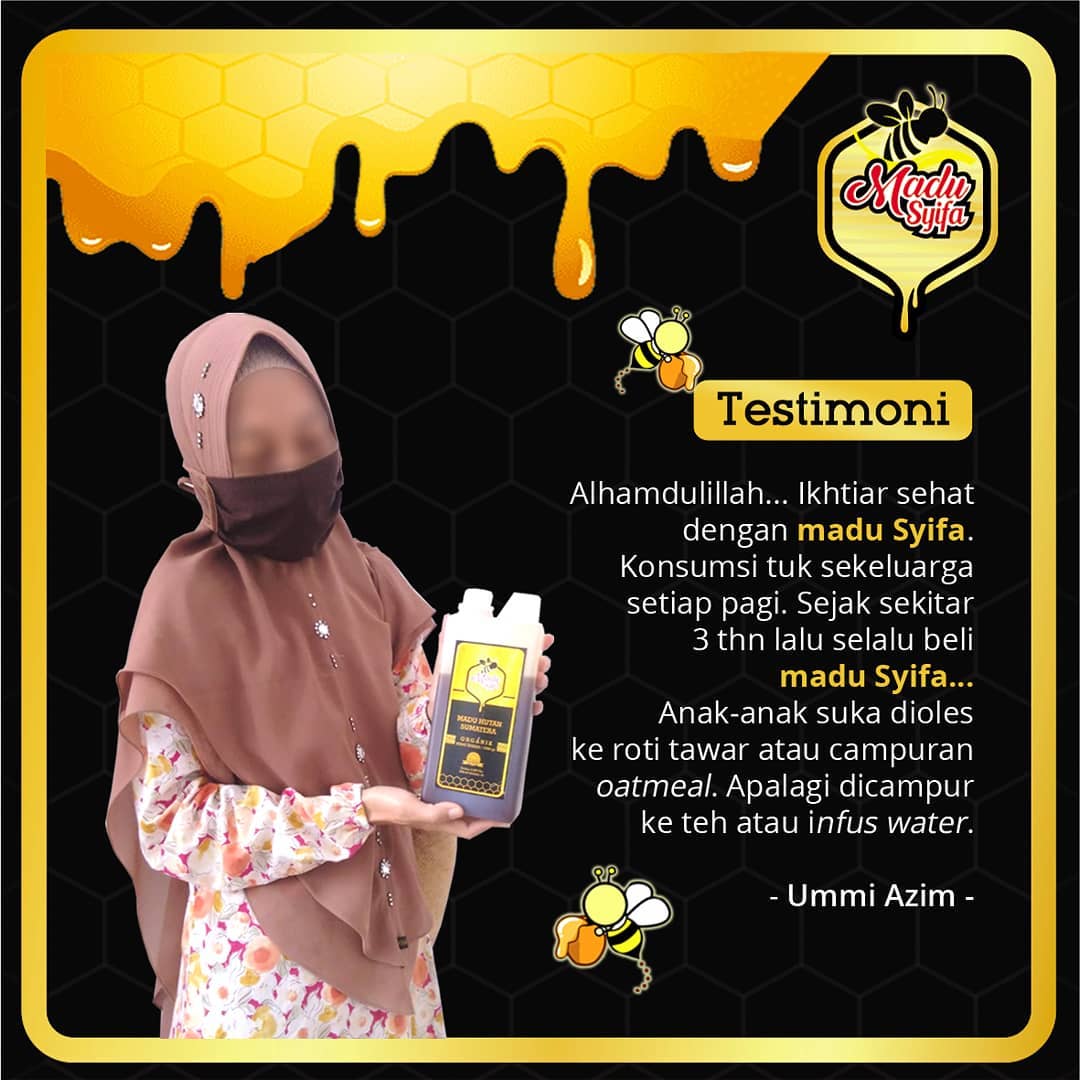 Madu
Syifa
Testimoni
Alhamdulillah... Ikhtiar sehat
dengan madu Syifa.
Konsumsi tuk sekeluarga
setiap pagi. Sejak sekitar
3 thn lalu selalu beli
madu Syifa...
Anak-anak suka dioles
ke roti tawar atau campuran
oatmeal. Apalagi dicampur
ke teh atau infus water.
- Ummi Azim -
Madu
Syifa
MADU HUTAN
SUMATERA
ORGANIK